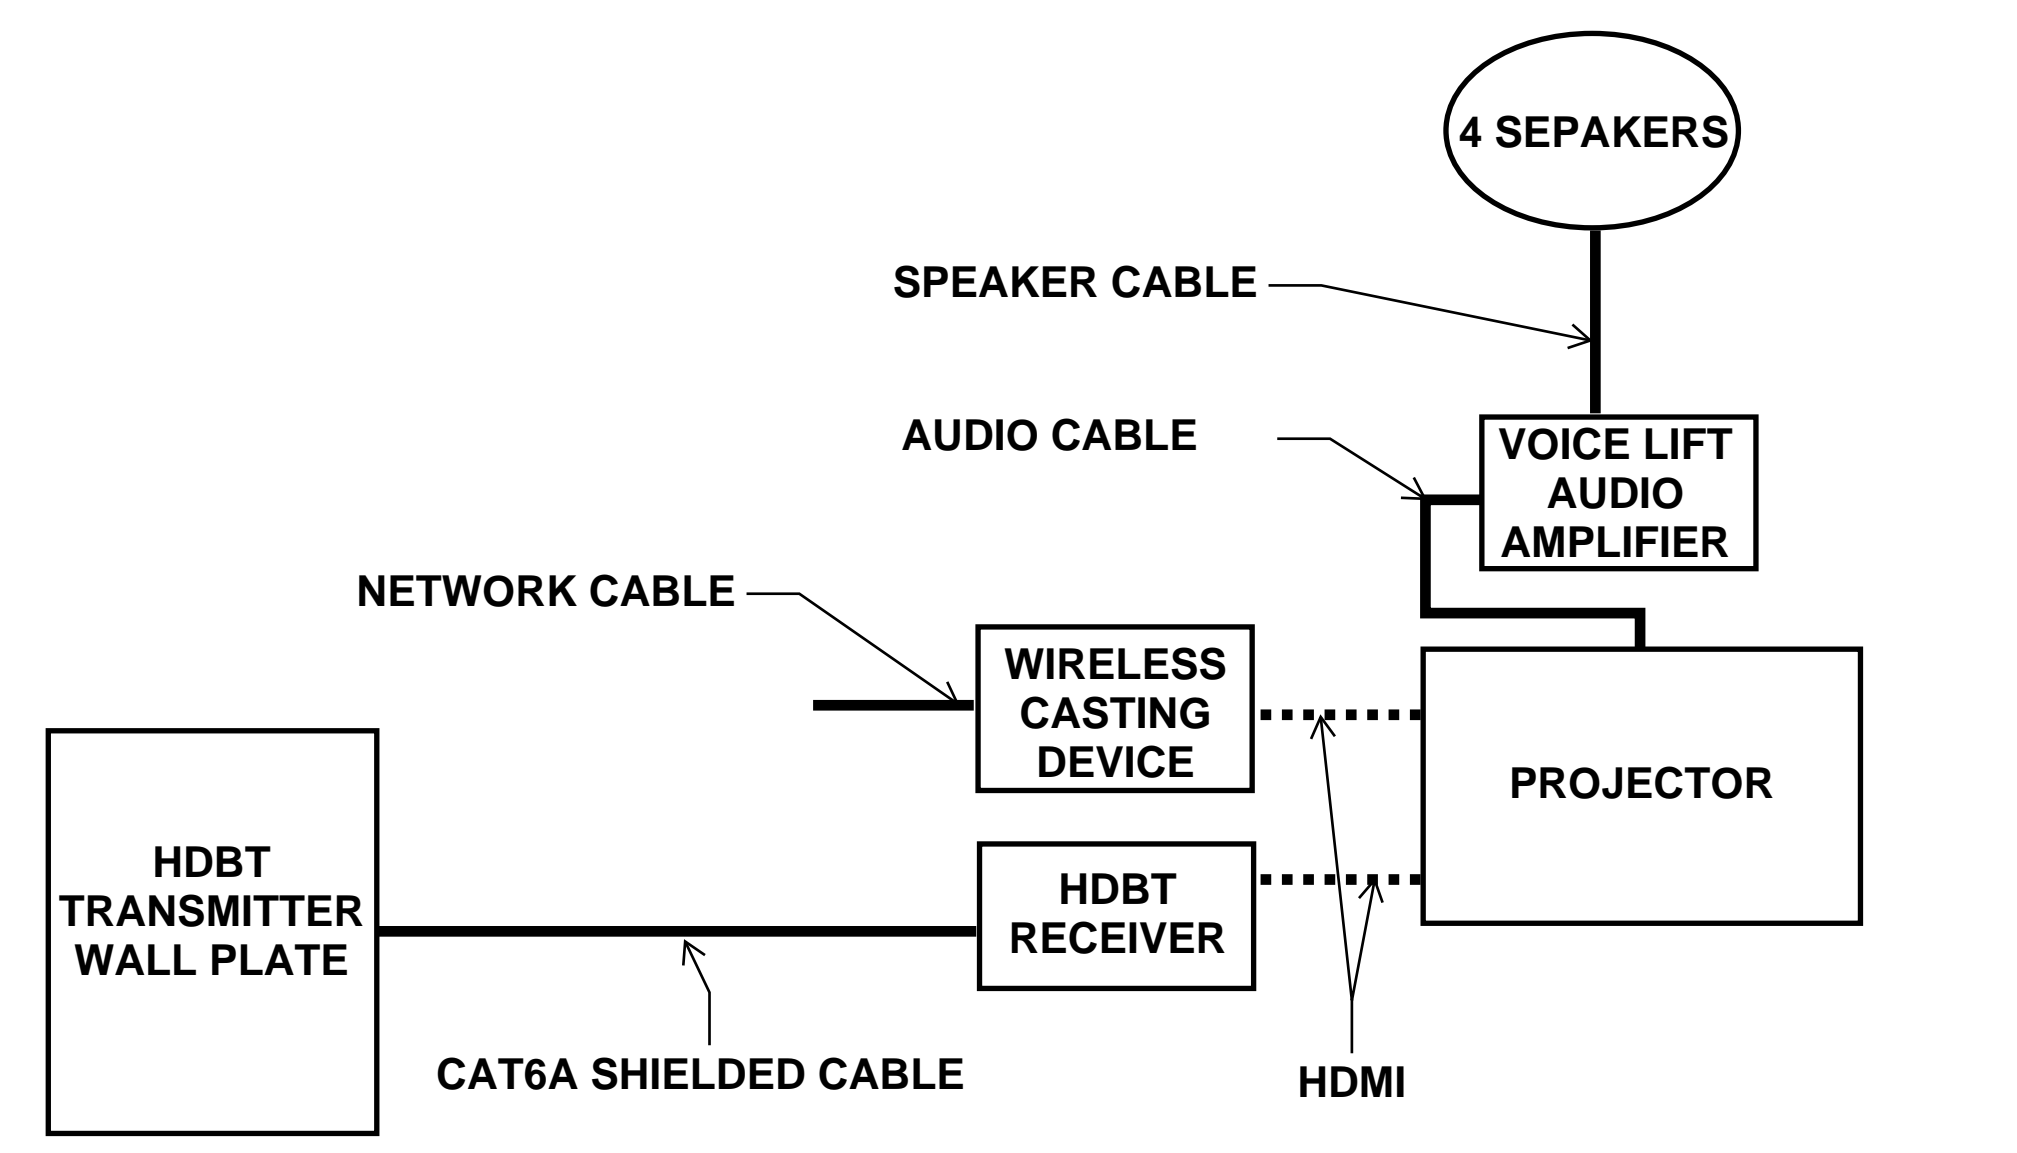 4 SEPAKERS
SPEAKER CABLE
AUDIO CABLE
VOICE LIFT
AUDIO
AMPLIFIER
NETWORK CABLE
WIRELESS
CASTING
DEVICE
PROJECTOR
HDBT
TRANSMITTER
WALL PLATE
HDBT
RECEIVER
CAT6A SHIELDED CABLE
HDMI